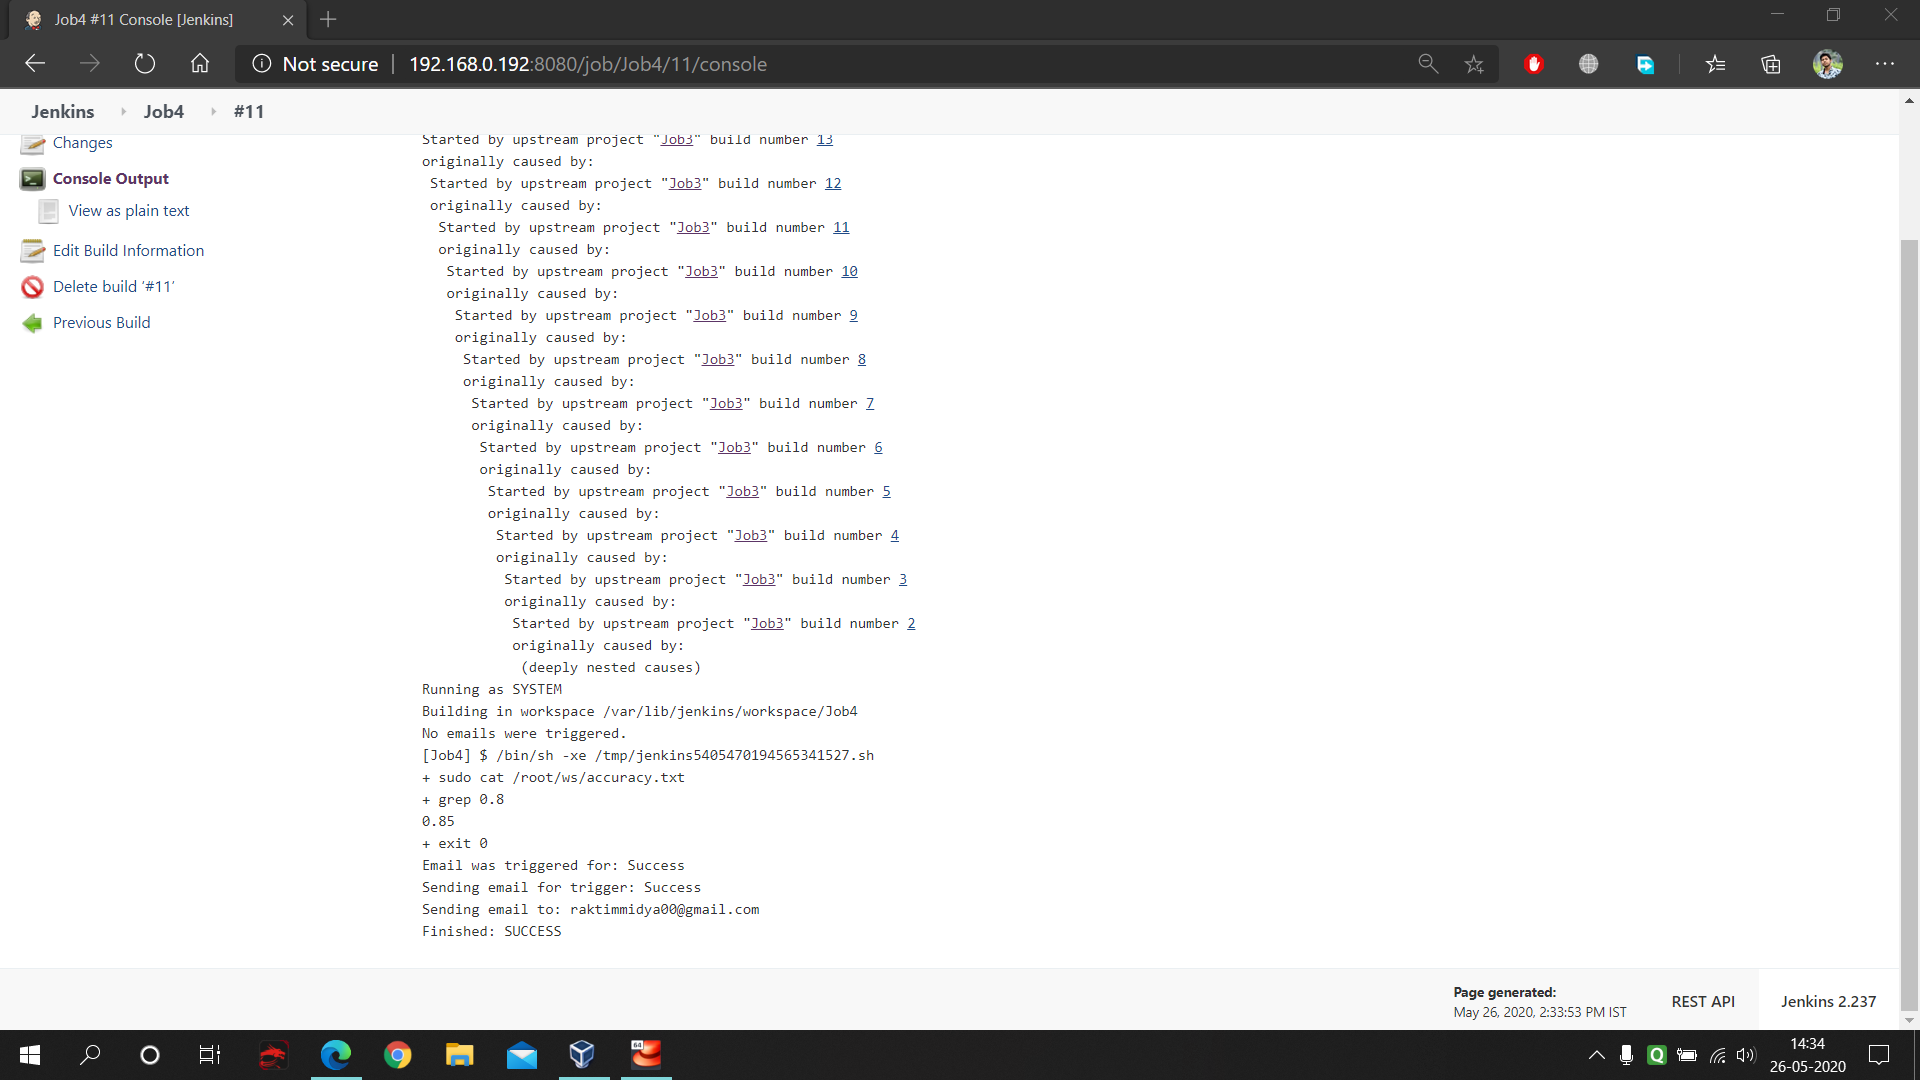 Job4 #11 Console [Jenkins]
Not secure 192.168.0.192:8080/job/Job4/11/console
Jenkins Job4 #11
Changes
Console Output
View as plain text
Edit Build Information
Delete build '#11'
Previous Build
Started by upstream project "Job3" build number 13
originally caused by:
Started by upstream project "Job3" build number 12
originally caused by:
Started by upstream project "Job3" build number 11
originally caused by:
Started by upstream project "Job3" build number 10
originally caused by:
Started by upstream project "Job3" build number 9
originally caused by:
Started by upstream project "Job3" build number 8
originally caused by:
Started by upstream project "Job3" build number 7
originally caused by:
Started by upstream project "Job3" build number 6
originally caused by:
Started by upstream project "Job3" build number 5
originally caused by:
Started by upstream project "Job3" build number 4
originally caused by:
Started by upstream project "Job3" build number 3
originally caused by:
Started by upstream project "Job3" build number 2
originally caused by:
(deeply nested causes)
Running as SYSTEM
Building in workspace /var/lib/jenkins/workspace/Job4
No emails were triggered.
[Job4] $ /bin/sh -xe /tmp/jenkins5405470194565341527.sh
+ sudo cat /root/ws/accuracy.txt
+ grep 0.8
0.85
+ exit 0
Email was triggered for: Success
Sending email for trigger: Success
Sending email to: raktimmidya00@gmail.com
Finished: SUCCESS
Page generated:
May 26, 2020, 2:33:53 PM IST
REST API
Jenkins 2.237
64
Q
14:34
26-05-2020